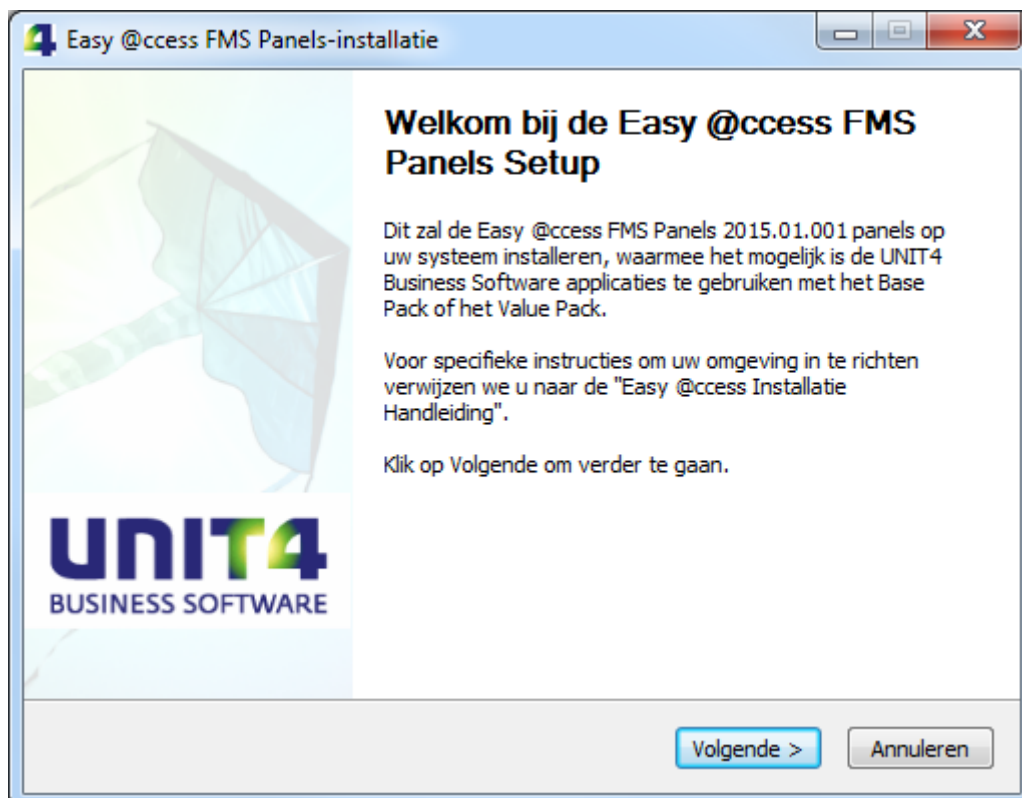 Easy @ccess FMS Panels-installatie
Welkom bij de Easy @ccess FMS
Panels Setup
Dit zal de Easy @ccess FMS Panels 2015.01.001 panels op
uw systeem installeren, waarmee het mogelijk is de UNIT4
Business Software applicaties te gebruiken met het Base
Pack of het Value Pack.
Voor specifieke instructies om uw omgeving in te richten
verwijzen we u naar de "Easy @ccess Installatie
Handleiding".
Klik op Volgende om verder te gaan.
UNIT4
BUSINESS SOFTWARE
Volgende >
Annuleren